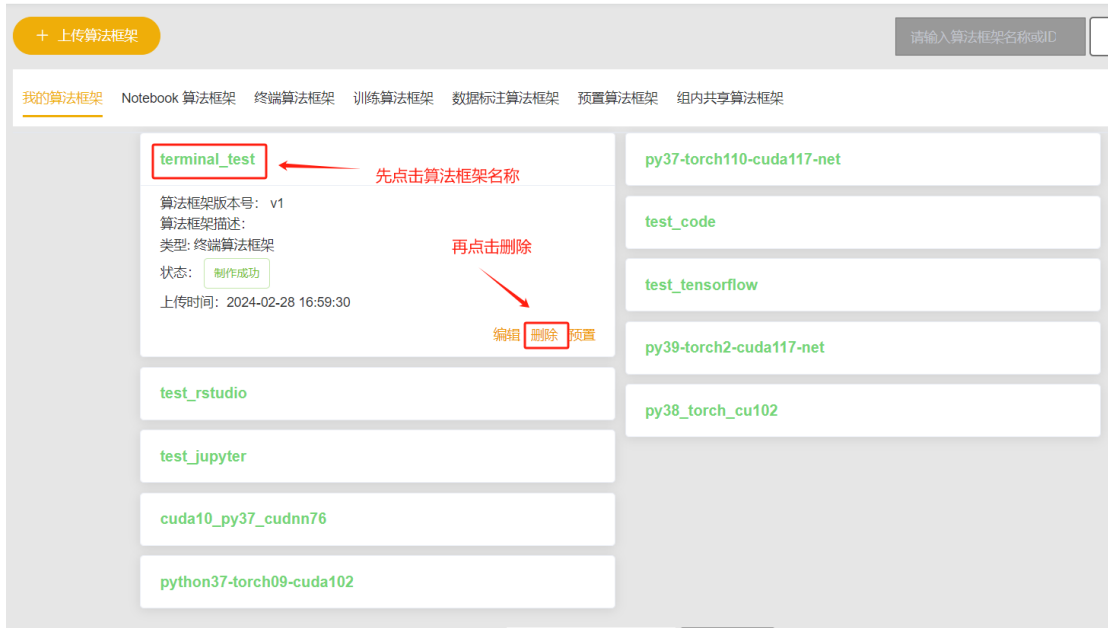 + 上传算法框架
请输入算法框架名称或ID
我的算法框架 Notebook 算法框架 终端算法框架 训练算法框架 数据标注算法框架 预置算法框架 组内共享算法框架
terminal_test
先点击算法框架名称
算法框架版本号: v1
算法框架描述:
类型: 终端算法框架
再点击删除
状态: 制作成功
上传时间: 2024-02-28 16:59:30
编辑 删除 预置
test_rstudio
test_jupyter
cuda10_py37_cudnn76
python37-torch09-cuda102
py37-torch110-cuda117-net
test_code
test_tensorflow
py39-torch2-cuda117-net
py38_torch_cu102